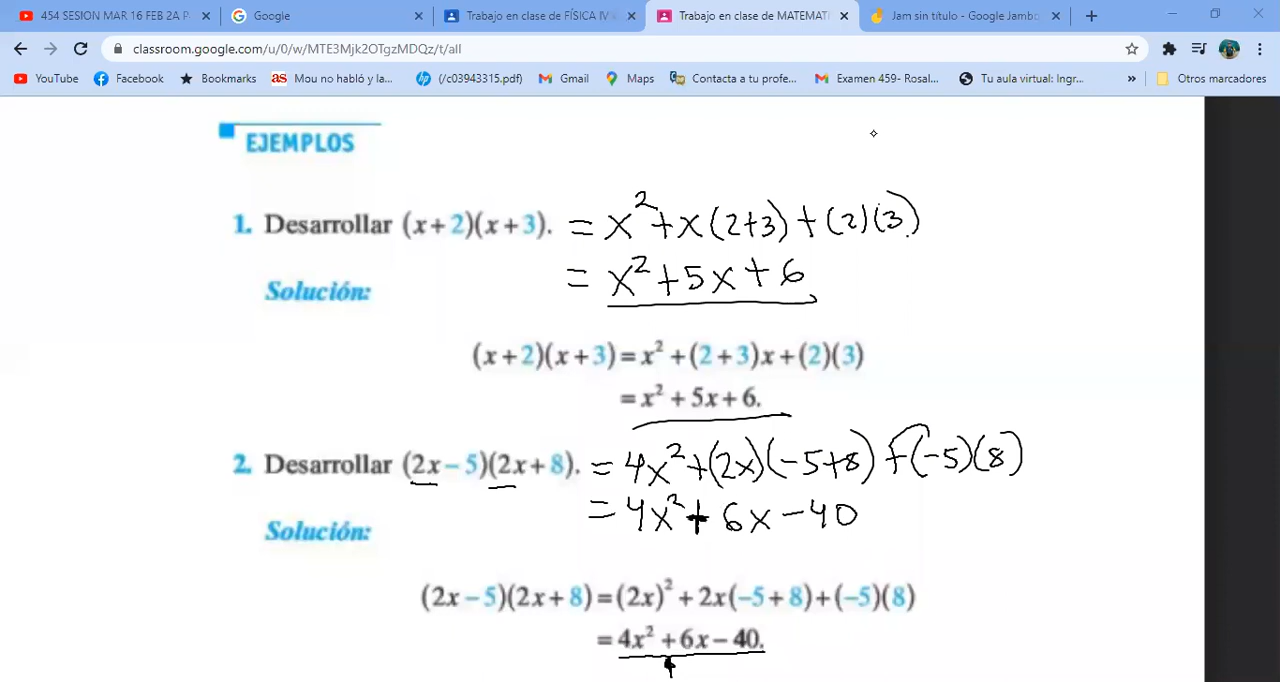 454 SESION MAR 16 FEB 2A P
Google
Trabajo en clase de FÍSICA IV
Trabajo en clase de MATEMAT
Jam sin título - Google Jambo
classroom.google.com/u/0/w/MTE3Mjk2OTgzMDQz/t/all
YouTube
Facebook
Bookmarks
as Mou no habló y la...
hp (/c03943315.pdf)
Gmail
Maps
Contacta a tu profe...
Examen 459- Rosal...
Tu aula virtual: Ingr...
»
Otros marcadores
EJEMPLOS
1. Desarrollar (x+2)(x+3). = x²+x(2+3)+(2)(3)
= x²+5x+6
Solución:
(x+2)(x+3)=x²+(2+3)x+(2)(3)
=x²+5x+6.
2. Desarrollar (2x-5)(2x+8). = 4x²+(2x)(-5+8)+(-5)(8)
= 4x²+6x-40
Solución:
(2x-5)(2x+8)=(2x)²+2x(-5+8)+(-5)(8)
=4x²+6x-40.